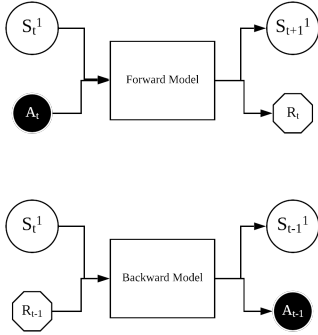 S_t^1
S_{t+1}^1
Forward Model
A_t
R_t
S_t^1
S_{t-1}^1
Backward Model
R_{t-1}
A_{t-1}